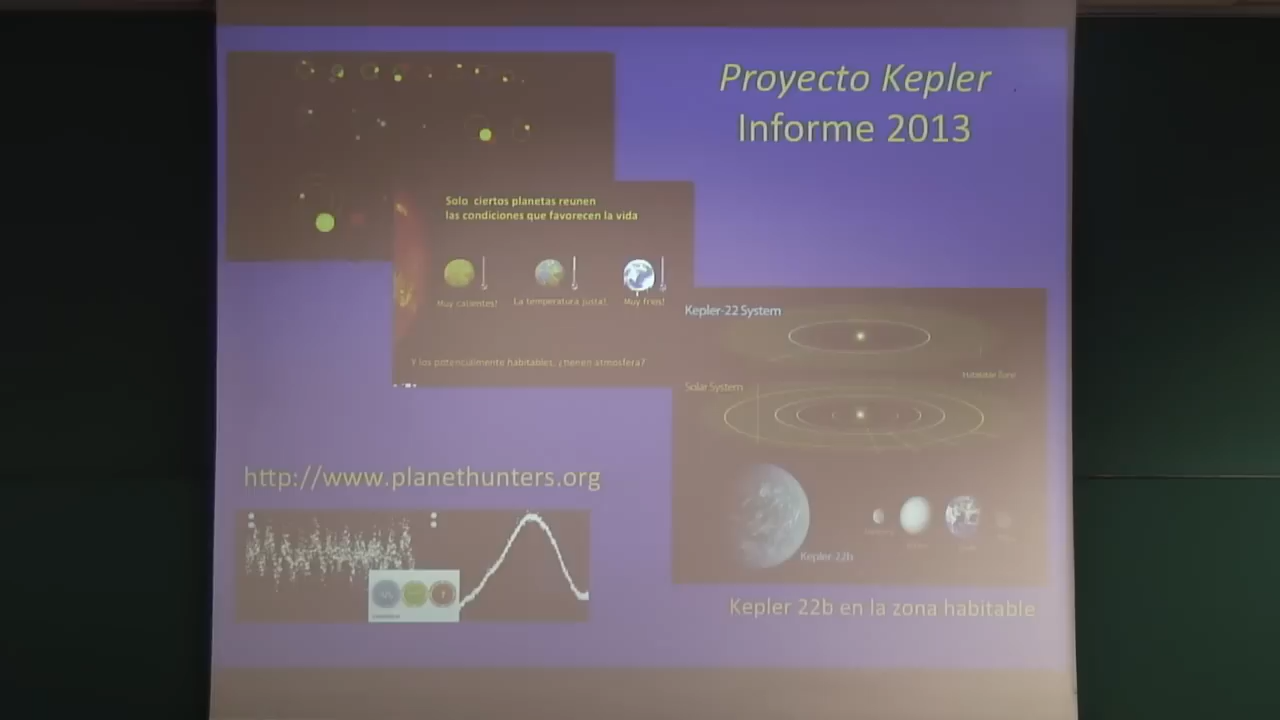 Proyecto Kepler
Informe 2013
Solo ciertos planetas reunen
las condiciones que favorecen la vida
Muy calientes!
La temperatura justa!
Muy fríos!
Y los potencialmente habitables, ¿tienen atmosfera?
Kepler-22 System
Habitable Zone
Solar System
Kepler-22b
Kepler 22b en la zona habitable
http://www.planethunters.org